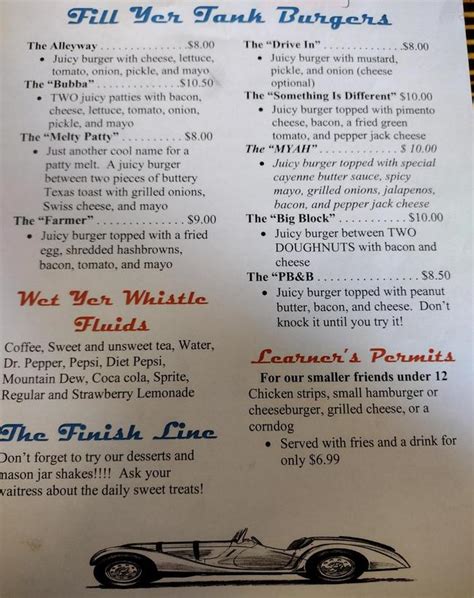 Fill Yer Tank Burgers
The Alleyway . . . . . . . . . . . . . . . .$8.00
• Juicy burger with cheese, lettuce,
tomato, onion, pickle, and mayo
The "Bubba" . . . . . . . . . . . . . . .$10.50
• TWO juicy patties with bacon,
cheese, lettuce, tomato, onion,
pickle, and mayo
The "Melty Patty" . . . . . . . . . . . $8.00
• Just another cool name for a
patty melt. A juicy burger
between two pieces of buttery
Texas toast with grilled onions,
Swiss cheese, and mayo
The "Farmer" . . . . . . . . . . . . . . . $9.00
• Juicy burger topped with a fried
egg, shredded hashbrowns,
bacon, tomato, and mayo
Wet Yer Whistle
Fluids
Coffee, Sweet and unsweet tea, Water,
Dr. Pepper, Pepsi, Diet Pepsi,
Mountain Dew, Coca cola, Sprite,
Regular and Strawberry Lemonade
The Finish Line
Don't forget to try our desserts and
mason jar shakes!!!! Ask your
waitress about the daily sweet treats!
The "Drive In" . . . . . . . . . . . . . . .$8.00
• Juicy burger with mustard,
pickle, and onion (cheese
optional)
The "Something Is Different" $10.00
• Juicy burger topped with pimento
cheese, bacon, a fried green
tomato, and pepper jack cheese
The "MYAH" . . . . . . . . . . . . . . . $ 10.00
• Juicy burger topped with special
cayenne butter sauce, spicy
mayo, grilled onions, jalapenos,
bacon, and pepper jack cheese
The "Big Block" . . . . . . . . . . . . .$10.00
• Juicy burger between TWO
DOUGHNUTS with bacon and
cheese
The "PB&B . . . . . . . . . . . . . . . . . $8.50
• Juicy burger topped with peanut
butter, bacon, and cheese. Don't
knock it until you try it!
Learner's Permits
For our smaller friends under 12
Chicken strips, small hamburger or
cheeseburger, grilled cheese, or a
corndog
• Served with fries and a drink for
only $6.99